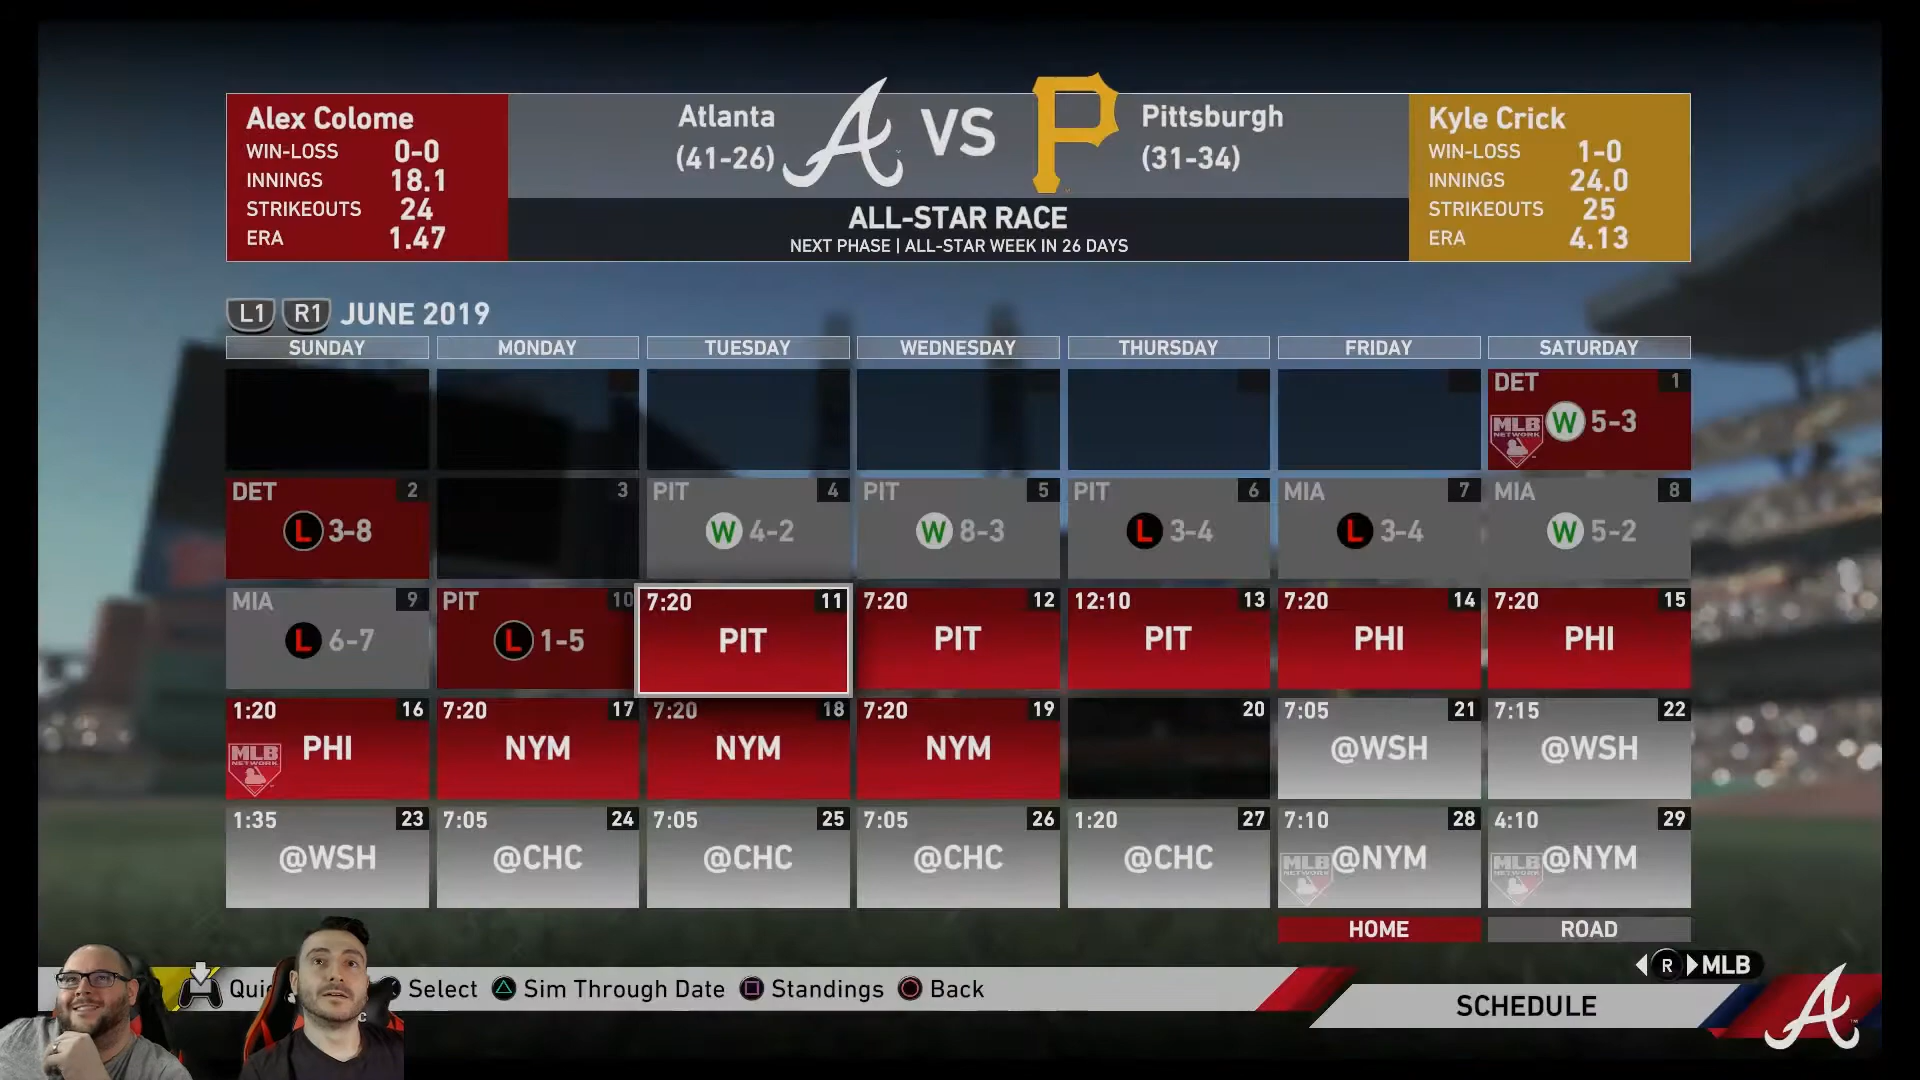 Alex Colome
WIN-LOSS 0-0
INNINGS 18.1
STRIKEOUTS 24
ERA 1.47
Atlanta
(41-26)
VS
Pittsburgh
(31-34)
ALL-STAR RACE
NEXT PHASE | ALL-STAR WEEK IN 26 DAYS
Kyle Crick
WIN-LOSS 1-0
INNINGS 24.0
STRIKEOUTS 25
ERA 4.13
L1 R1 JUNE 2019
SUNDAY MONDAY TUESDAY WEDNESDAY THURSDAY FRIDAY SATURDAY
DET 1
MLB NETWORK W 5-3
DET 2 3 PIT 4 PIT 5 PIT 6 MIA 7 MIA 8
L 3-8 W 4-2 W 8-3 L 3-4 L 3-4 W 5-2
MIA 9 PIT 10 7:20 11 7:20 12 12:10 13 7:20 14 7:20 15
L 6-7 L 1-5 PIT PIT PIT PHI PHI
1:20 16 7:20 17 7:20 18 7:20 19 20 7:05 21 7:15 22
MLB NETWORK PHI NYM NYM NYM @WSH @WSH
1:35 23 7:05 24 7:05 25 7:05 26 1:20 27 7:10 28 4:10 29
@WSH @CHC @CHC @CHC @CHC MLB NETWORK @NYM MLB NETWORK @NYM
HOME ROAD
R MLB
Select Sim Through Date Standings Back
SCHEDULE